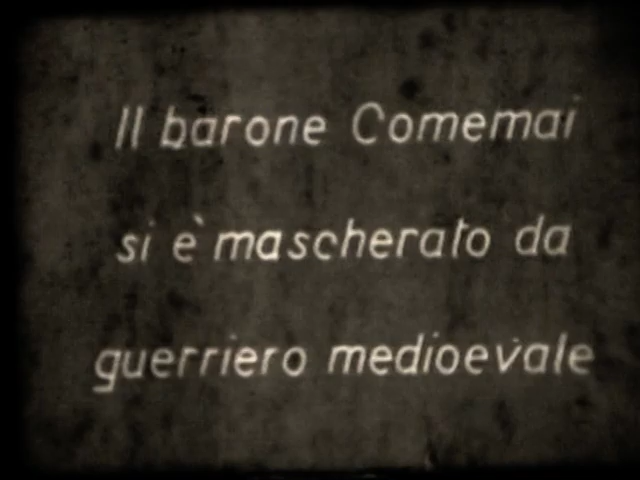 Il barone Comemai
si è mascherato da
guerriero medioevale